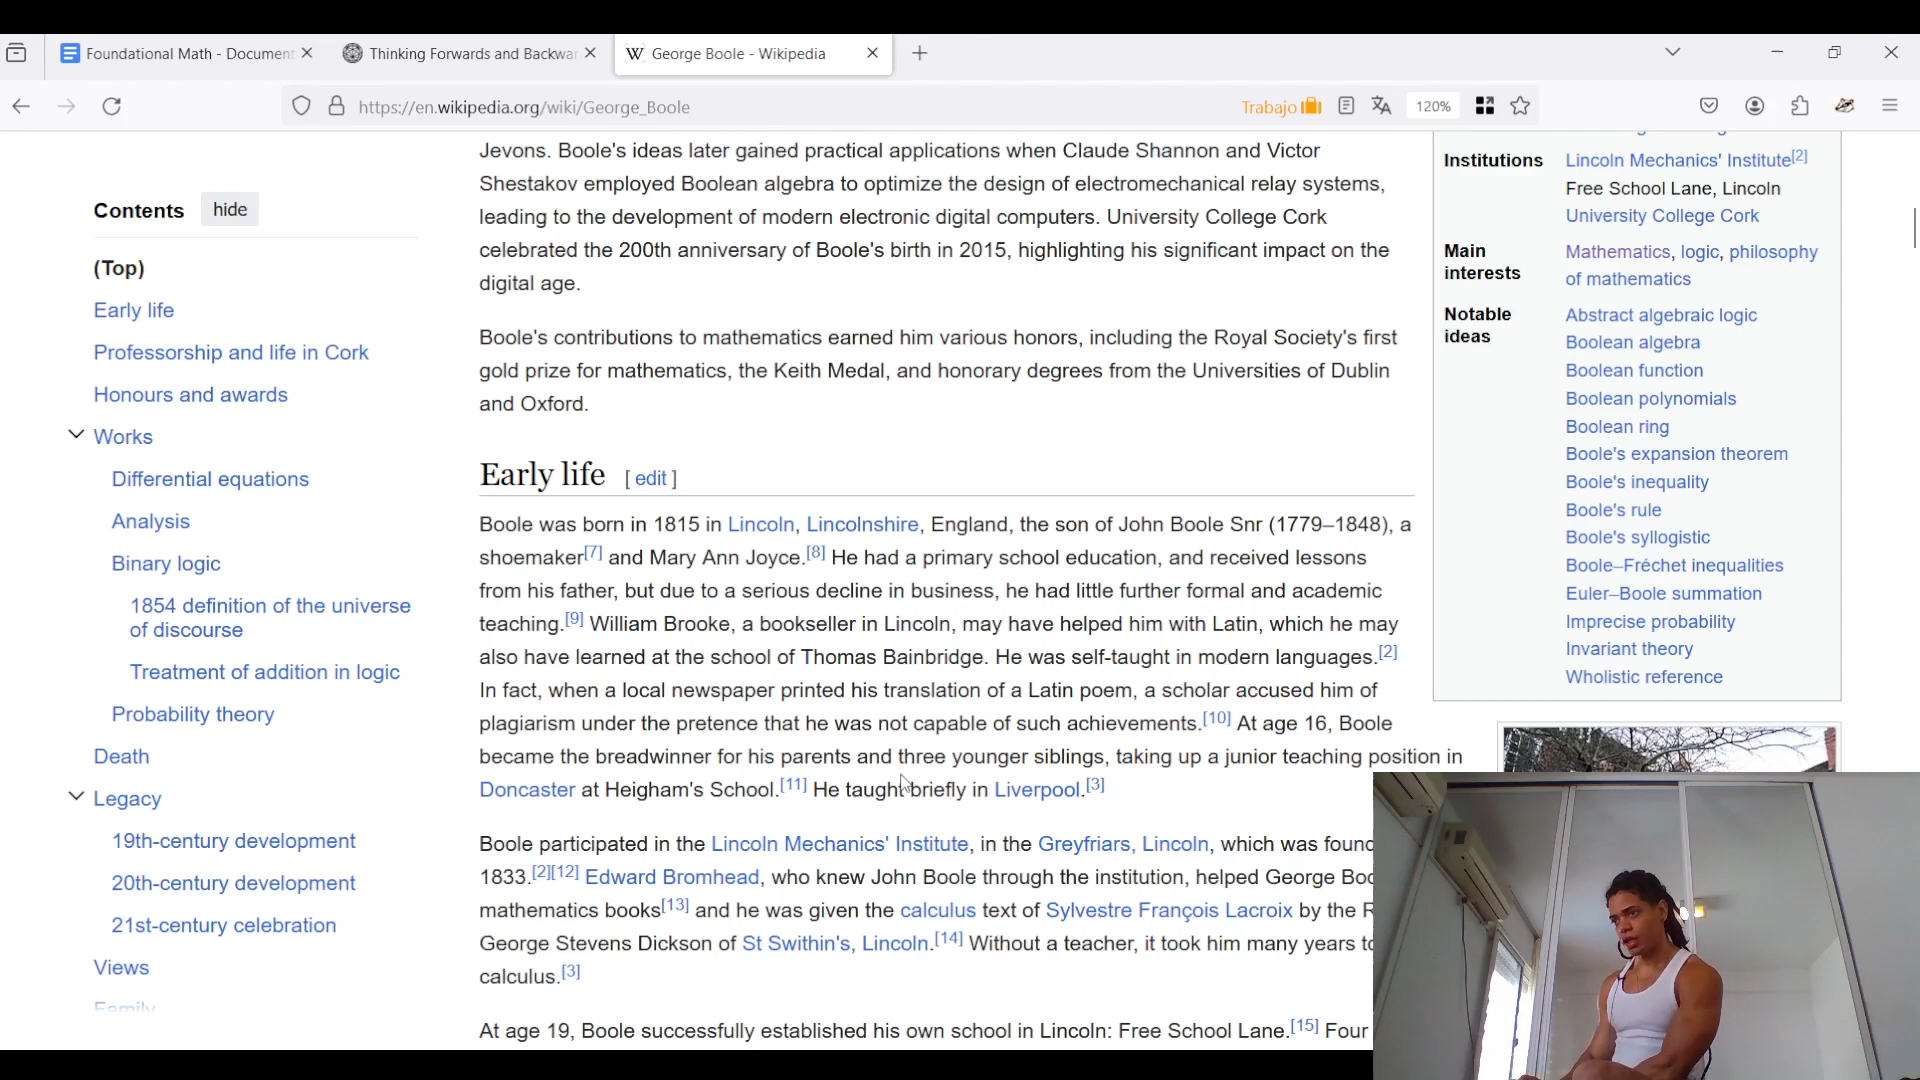 Foundational Math - Document
Thinking Forwards and Backwar
W George Boole - Wikipedia
https://en.wikipedia.org/wiki/George_Boole
Trabajo
120%
Contents
hide
(Top)
Early life
Professorship and life in Cork
Honours and awards
Works
Differential equations
Analysis
Binary logic
1854 definition of the universe
of discourse
Treatment of addition in logic
Probability theory
Death
Legacy
19th-century development
20th-century development
21st-century celebration
Views
Family
Jevons. Boole's ideas later gained practical applications when Claude Shannon and Victor
Shestakov employed Boolean algebra to optimize the design of electromechanical relay systems,
leading to the development of modern electronic digital computers. University College Cork
celebrated the 200th anniversary of Boole's birth in 2015, highlighting his significant impact on the
digital age.
Boole's contributions to mathematics earned him various honors, including the Royal Society's first
gold prize for mathematics, the Keith Medal, and honorary degrees from the Universities of Dublin
and Oxford.
Early life [ edit ]
Boole was born in 1815 in Lincoln, Lincolnshire, England, the son of John Boole Snr (1779–1848), a
shoemaker[7] and Mary Ann Joyce.[8] He had a primary school education, and received lessons
from his father, but due to a serious decline in business, he had little further formal and academic
teaching.[9] William Brooke, a bookseller in Lincoln, may have helped him with Latin, which he may
also have learned at the school of Thomas Bainbridge. He was self-taught in modern languages.[2]
In fact, when a local newspaper printed his translation of a Latin poem, a scholar accused him of
plagiarism under the pretence that he was not capable of such achievements.[10] At age 16, Boole
became the breadwinner for his parents and three younger siblings, taking up a junior teaching position in
Doncaster at Heigham's School.[11] He taught briefly in Liverpool.[3]
Boole participated in the Lincoln Mechanics' Institute, in the Greyfriars, Lincoln, which was founc
1833.[2][12] Edward Bromhead, who knew John Boole through the institution, helped George Boo
mathematics books[13] and he was given the calculus text of Sylvestre François Lacroix by the R
George Stevens Dickson of St Swithin's, Lincoln.[14] Without a teacher, it took him many years to
calculus.[3]
At age 19, Boole successfully established his own school in Lincoln: Free School Lane.[15] Four
Institutions
Lincoln Mechanics' Institute[2]
Free School Lane, Lincoln
University College Cork
Main
interests
Mathematics, logic, philosophy
of mathematics
Notable
ideas
Abstract algebraic logic
Boolean algebra
Boolean function
Boolean polynomials
Boolean ring
Boole's expansion theorem
Boole's inequality
Boole's rule
Boole's syllogistic
Boole–Fréchet inequalities
Euler–Boole summation
Imprecise probability
Invariant theory
Wholistic reference